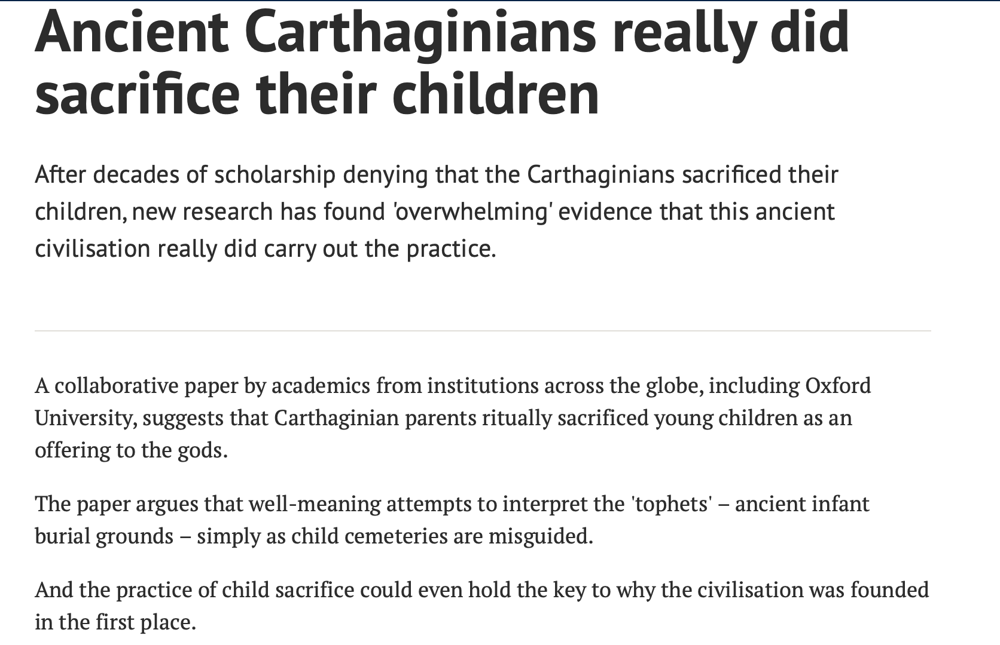 Ancient Carthaginians really did
sacrifice their children
After decades of scholarship denying that the Carthaginians sacrificed their
children, new research has found 'overwhelming' evidence that this ancient
civilisation really did carry out the practice.
A collaborative paper by academics from institutions across the globe, including Oxford
University, suggests that Carthaginian parents ritually sacrificed young children as an
offering to the gods.
The paper argues that well-meaning attempts to interpret the 'tophets' – ancient infant
burial grounds – simply as child cemeteries are misguided.
And the practice of child sacrifice could even hold the key to why the civilisation was founded
in the first place.